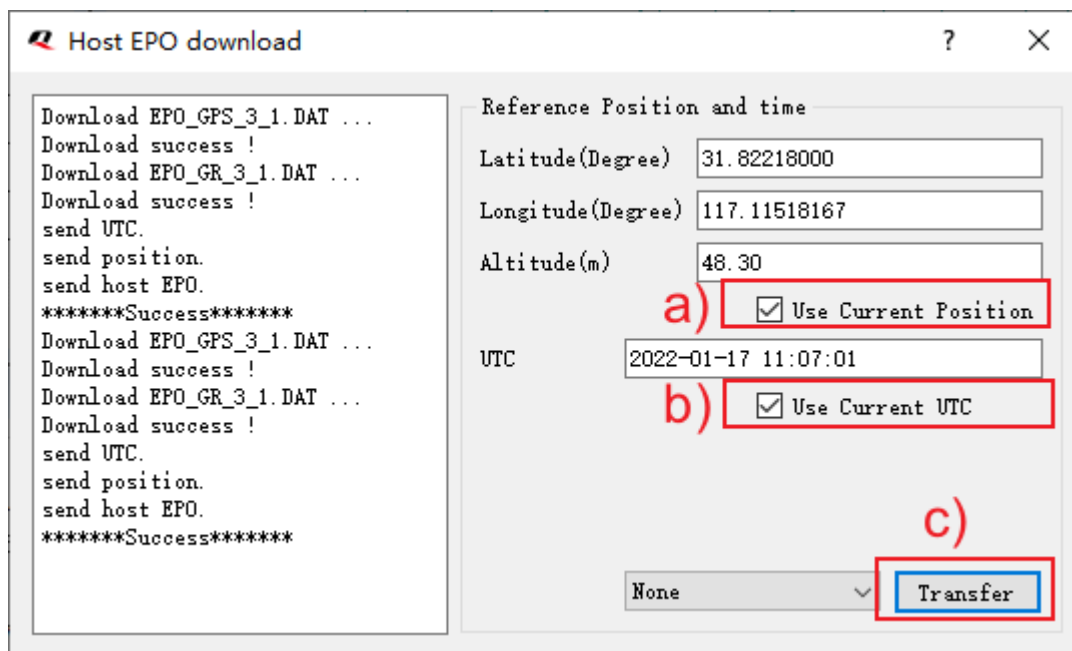 Host EPO download
?
Download EPO_GPS_3_1.DAT ...
Download success !
Download EPO_GR_3_1.DAT ...
Download success !
send UTC.
send position.
send host EPO.
*******Success*******
Download EPO_GPS_3_1.DAT ...
Download success !
Download EPO_GR_3_1.DAT ...
Download success !
send UTC.
send position.
send host EPO.
*******Success*******
Reference Position and time
Latitude(Degree) 31.82218000
Longitude(Degree) 117.11518167
Altitude(m) 48.30
a) Use Current Position
UTC 2022-01-17 11:07:01
b) Use Current UTC
c)
None Transfer